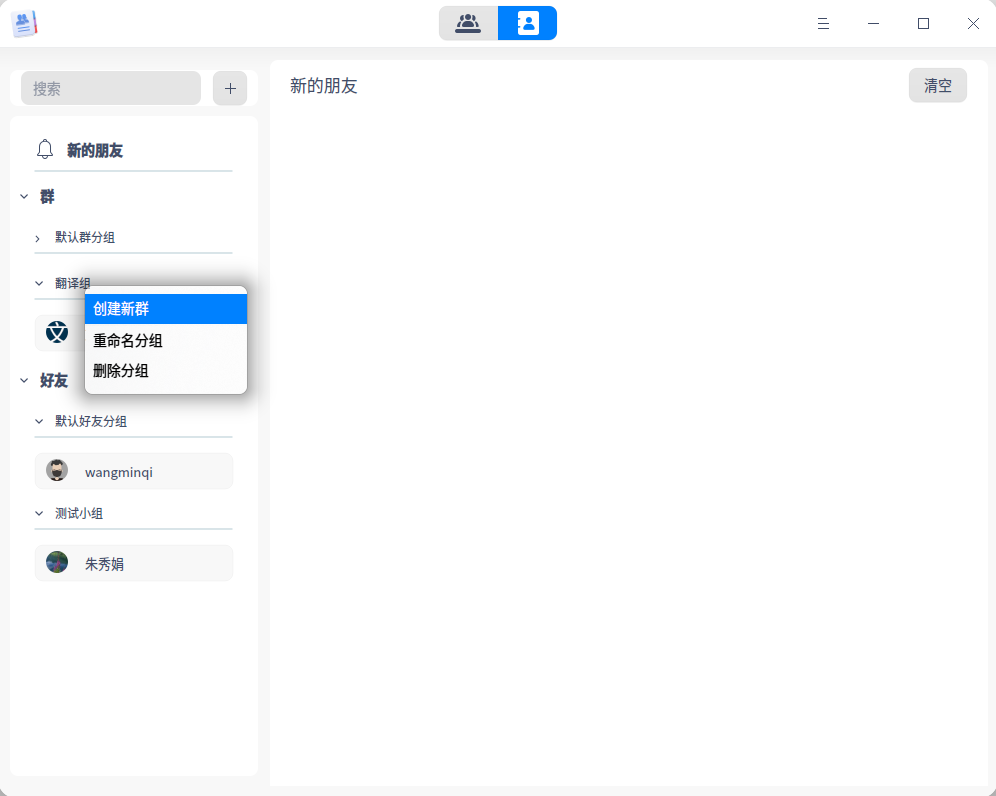 搜索
新的朋友
清空
新的朋友
群
默认群分组
翻译组
创建新群
重命名分组
删除分组
好友
默认好友分组
wangminqi
测试小组
朱秀娟